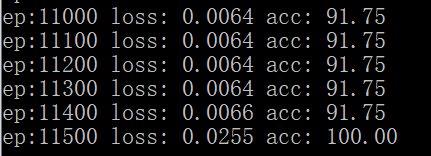 ep:11000 loss: 0.0064 acc: 91.75
ep:11100 loss: 0.0064 acc: 91.75
ep:11200 loss: 0.0064 acc: 91.75
ep:11300 loss: 0.0064 acc: 91.75
ep:11400 loss: 0.0066 acc: 91.75
ep:11500 loss: 0.0255 acc: 100.00